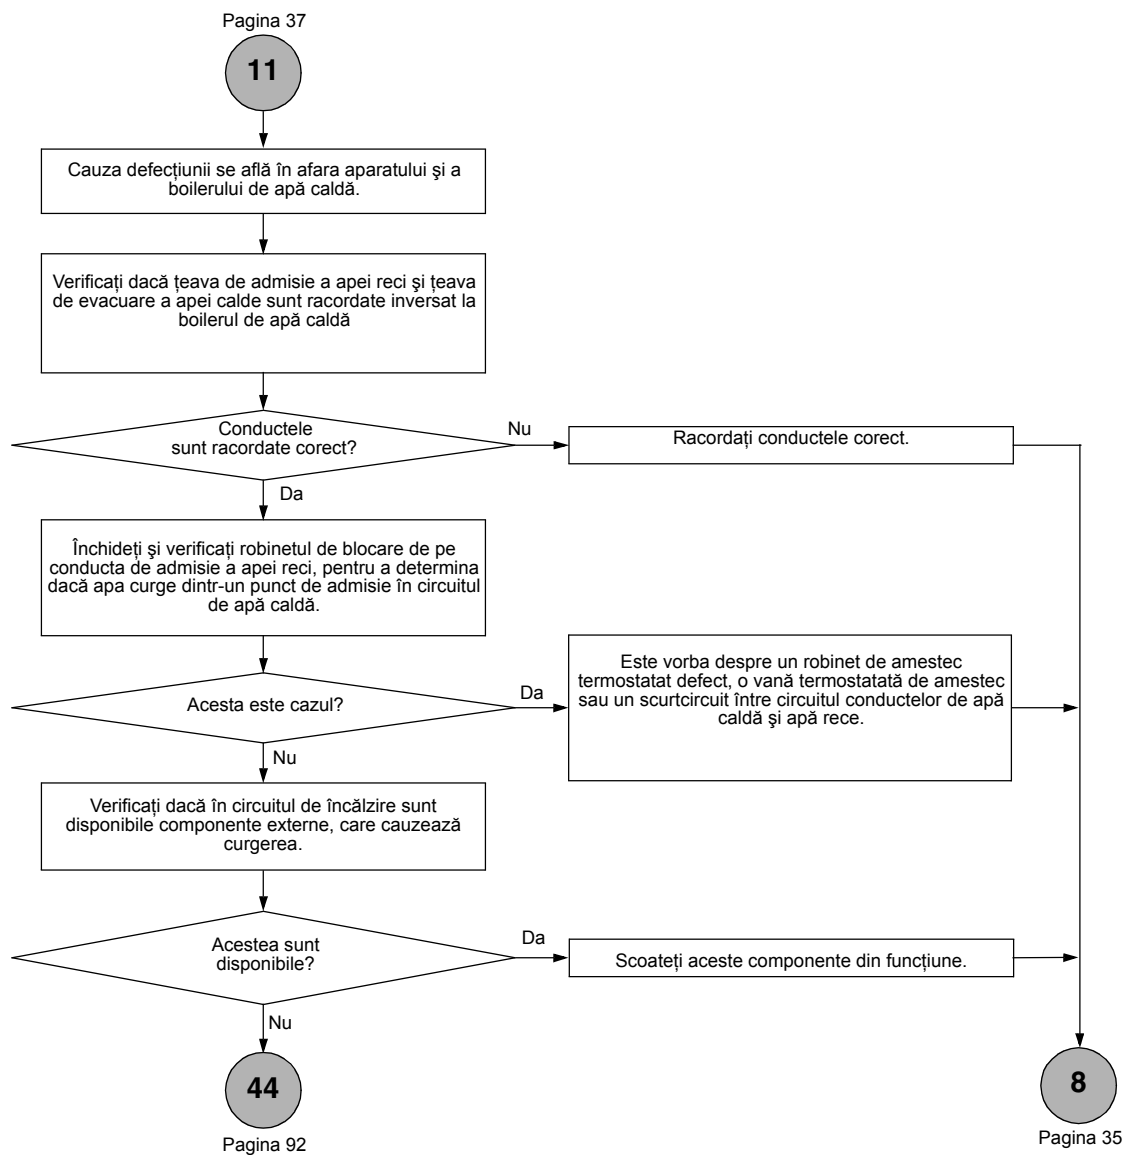 Pagina 37
11
Cauza defecțiunii se află în afara aparatului şi a
boilerului de apă caldă.
Verificați dacă țeava de admisie a apei reci şi țeava
de evacuare a apei calde sunt racordate inversat la
boilerul de apă caldă
Conductele
sunt racordate corect?
Nu
Racordați conductele corect.
Da
Închideți şi verificați robinetul de blocare de pe
conducta de admisie a apei reci, pentru a determina
dacă apa curge dintr-un punct de admisie în circuitul
de apă caldă.
Acesta este cazul?
Da
Este vorba despre un robinet de amestec
termostatat defect, o vană termostatată de amestec
sau un scurtcircuit între circuitul conductelor de apă
caldă şi apă rece.
Nu
Verificați dacă în circuitul de încălzire sunt
disponibile componente externe, care cauzează
curgerea.
Acestea sunt
disponibile?
Da
Scoateți aceste componente din funcțiune.
Nu
44
Pagina 92
8
Pagina 35